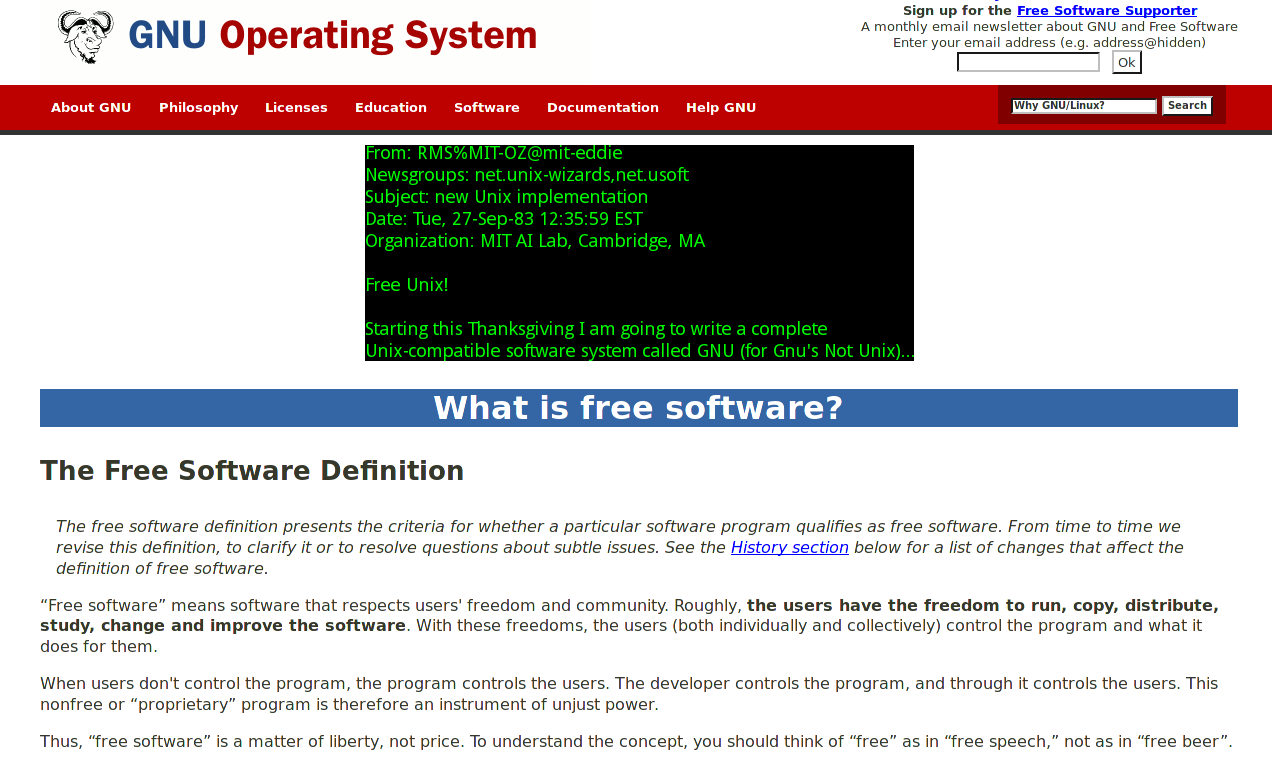 GNU Operating System
Sign up for the Free Software Supporter
A monthly email newsletter about GNU and Free Software
Enter your email address (e.g. address@hidden)
Ok
About GNU Philosophy Licenses Education Software Documentation Help GNU
Why GNU/Linux? Search
From: RMS%MIT-OZ@mit-eddie
Newsgroups: net.unix-wizards,net.usoft
Subject: new Unix implementation
Date: Tue, 27-Sep-83 12:35:59 EST
Organization: MIT AI Lab, Cambridge, MA
Free Unix!
Starting this Thanksgiving I am going to write a complete
Unix-compatible software system called GNU (for Gnu's Not Unix)...
What is free software?
The Free Software Definition
The free software definition presents the criteria for whether a particular software program qualifies as free software. From time to time we
revise this definition, to clarify it or to resolve questions about subtle issues. See the History section below for a list of changes that affect the
definition of free software.
“Free software” means software that respects users' freedom and community. Roughly, the users have the freedom to run, copy, distribute,
study, change and improve the software. With these freedoms, the users (both individually and collectively) control the program and what it
does for them.
When users don't control the program, the program controls the users. The developer controls the program, and through it controls the users. This
nonfree or “proprietary” program is therefore an instrument of unjust power.
Thus, “free software” is a matter of liberty, not price. To understand the concept, you should think of “free” as in “free speech,” not as in “free beer”.